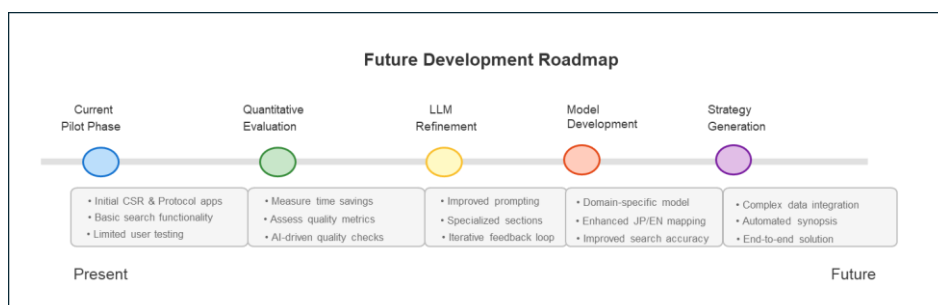 Future Development Roadmap
Current
Pilot Phase
Quantitative
Evaluation
LLM
Refinement
Model
Development
Strategy
Generation
• Initial CSR & Protocol apps
• Basic search functionality
• Limited user testing
• Measure time savings
• Assess quality metrics
• AI-driven quality checks
• Improved prompting
• Specialized sections
• Iterative feedback loop
• Domain-specific model
• Enhanced JP/EN mapping
• Improved search accuracy
• Complex data integration
• Automated synopsis
• End-to-end solution
Present
Future